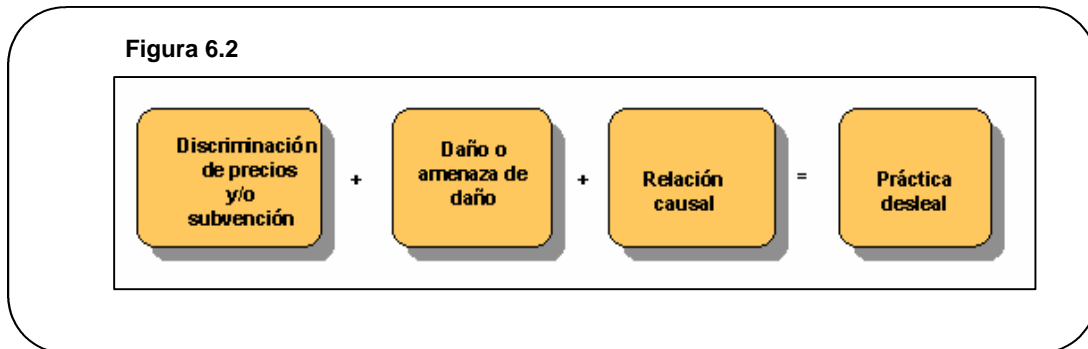 Figura 6.2
Discriminación
de precios
y/o
subvención
+
Daño o
amenaza de
daño
+
Relación
causal
=
Práctica
desleal